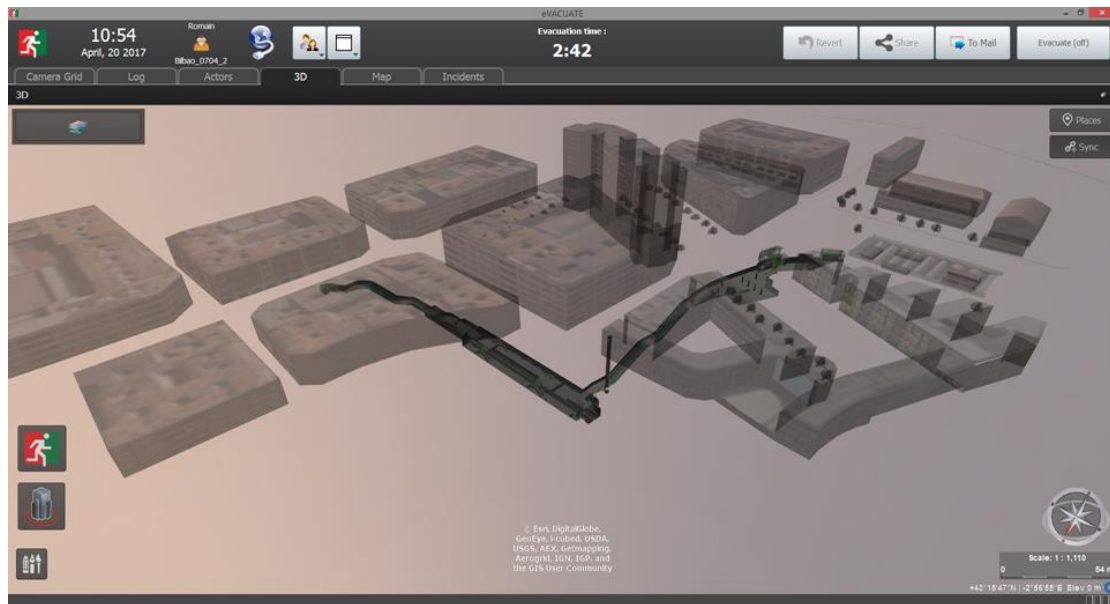 eVACUATE
10:54
April, 20 2017
Romain
Bilbao_0704_2
Evacuation time :
2:42
Revert
Share
To Mail
Evacuate (off)
Camera Grid
Log
Actors
3D
Map
Incidents
3D
Places
Sync
© Esri, DigitalGlobe,
GeoEye, i-cubed, USDA,
USGS, AEX, Getmapping,
Aerogrid, IGN, IGP, and
the GIS User Community
Scale: 1 : 1,110
0 54 m
Elev 0 m